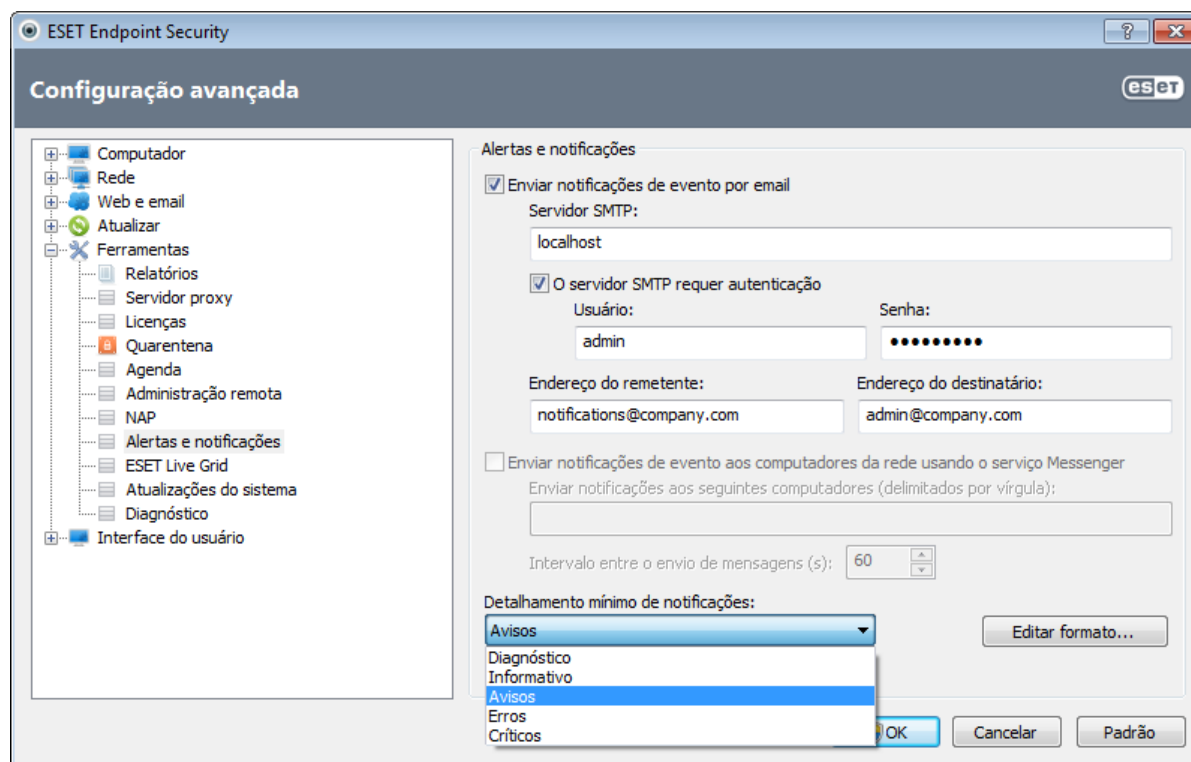 ESET Endpoint Security
?
Configuração avançada
eset
Computador
Rede
Web e email
Atualizar
Ferramentas
Relatórios
Servidor proxy
Licenças
Quarentena
Agenda
Administração remota
NAP
Alertas e notificações
ESET Live Grid
Atualizações do sistema
Diagnóstico
Interface do usuário
Alertas e notificações
Enviar notificações de evento por email
Servidor SMTP:
localhost
O servidor SMTP requer autenticação
Usuário: Senha:
admin •••••••••
Endereço do remetente: Endereço do destinatário:
notifications@company.com admin@company.com
Enviar notificações de evento aos computadores da rede usando o serviço Messenger
Enviar notificações aos seguintes computadores (delimitados por vírgula):
Intervalo entre o envio de mensagens (s): 60
Detalhamento mínimo de notificações:
Avisos Editar formato...
Diagnóstico
Informativo
Avisos
Erros
Críticos
OK Cancelar Padrão